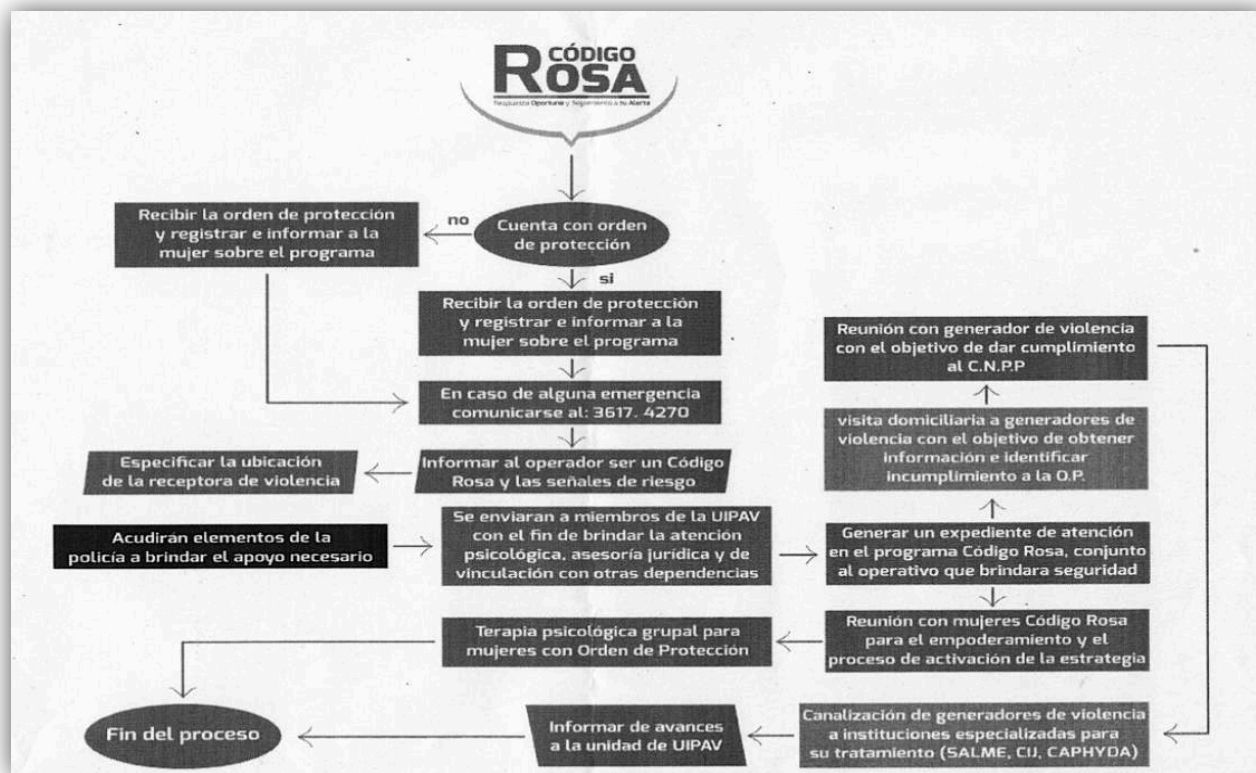 CÓDIGO
ROSA
Respuesta Oportuna y Seguimiento a tu Alerta
no
Recibir la orden de protección
y registrar e informar a la
mujer sobre el programa
Cuenta con orden
de protección
si
Recibir la orden de protección
y registrar e informar a la
mujer sobre el programa
Reunión con generador de violencia
con el objetivo de dar cumplimiento
al C.N.P.P
En caso de alguna emergencia
comunicarse al: 3617. 4270
visita domiciliaria a generadores de
violencia con el objetivo de obtener
información e identificar
incumplimiento a la O.P.
Especificar la ubicación
de la receptora de violencia
Informar al operador ser un Código
Rosa y las señales de riesgo
Acudirán elementos de la
policía a brindar el apoyo necesario
Se enviaran a miembros de la UIPAV
con el fin de brindar la atención
psicológica, asesoría jurídica y de
vinculación con otras dependencias
Generar un expediente de atención
en el programa Código Rosa, conjunto
al operativo que brindara seguridad
Terapia psicológica grupal para
mujeres con Orden de Protección
Reunión con mujeres Código Rosa
para el empoderamiento y el
proceso de activación de la estrategia
Fin del proceso
Informar de avances
a la unidad de UIPAV
Canalización de generadores de violencia
a instituciones especializadas para
su tratamiento (SALME, CIJ, CAPHYDA)